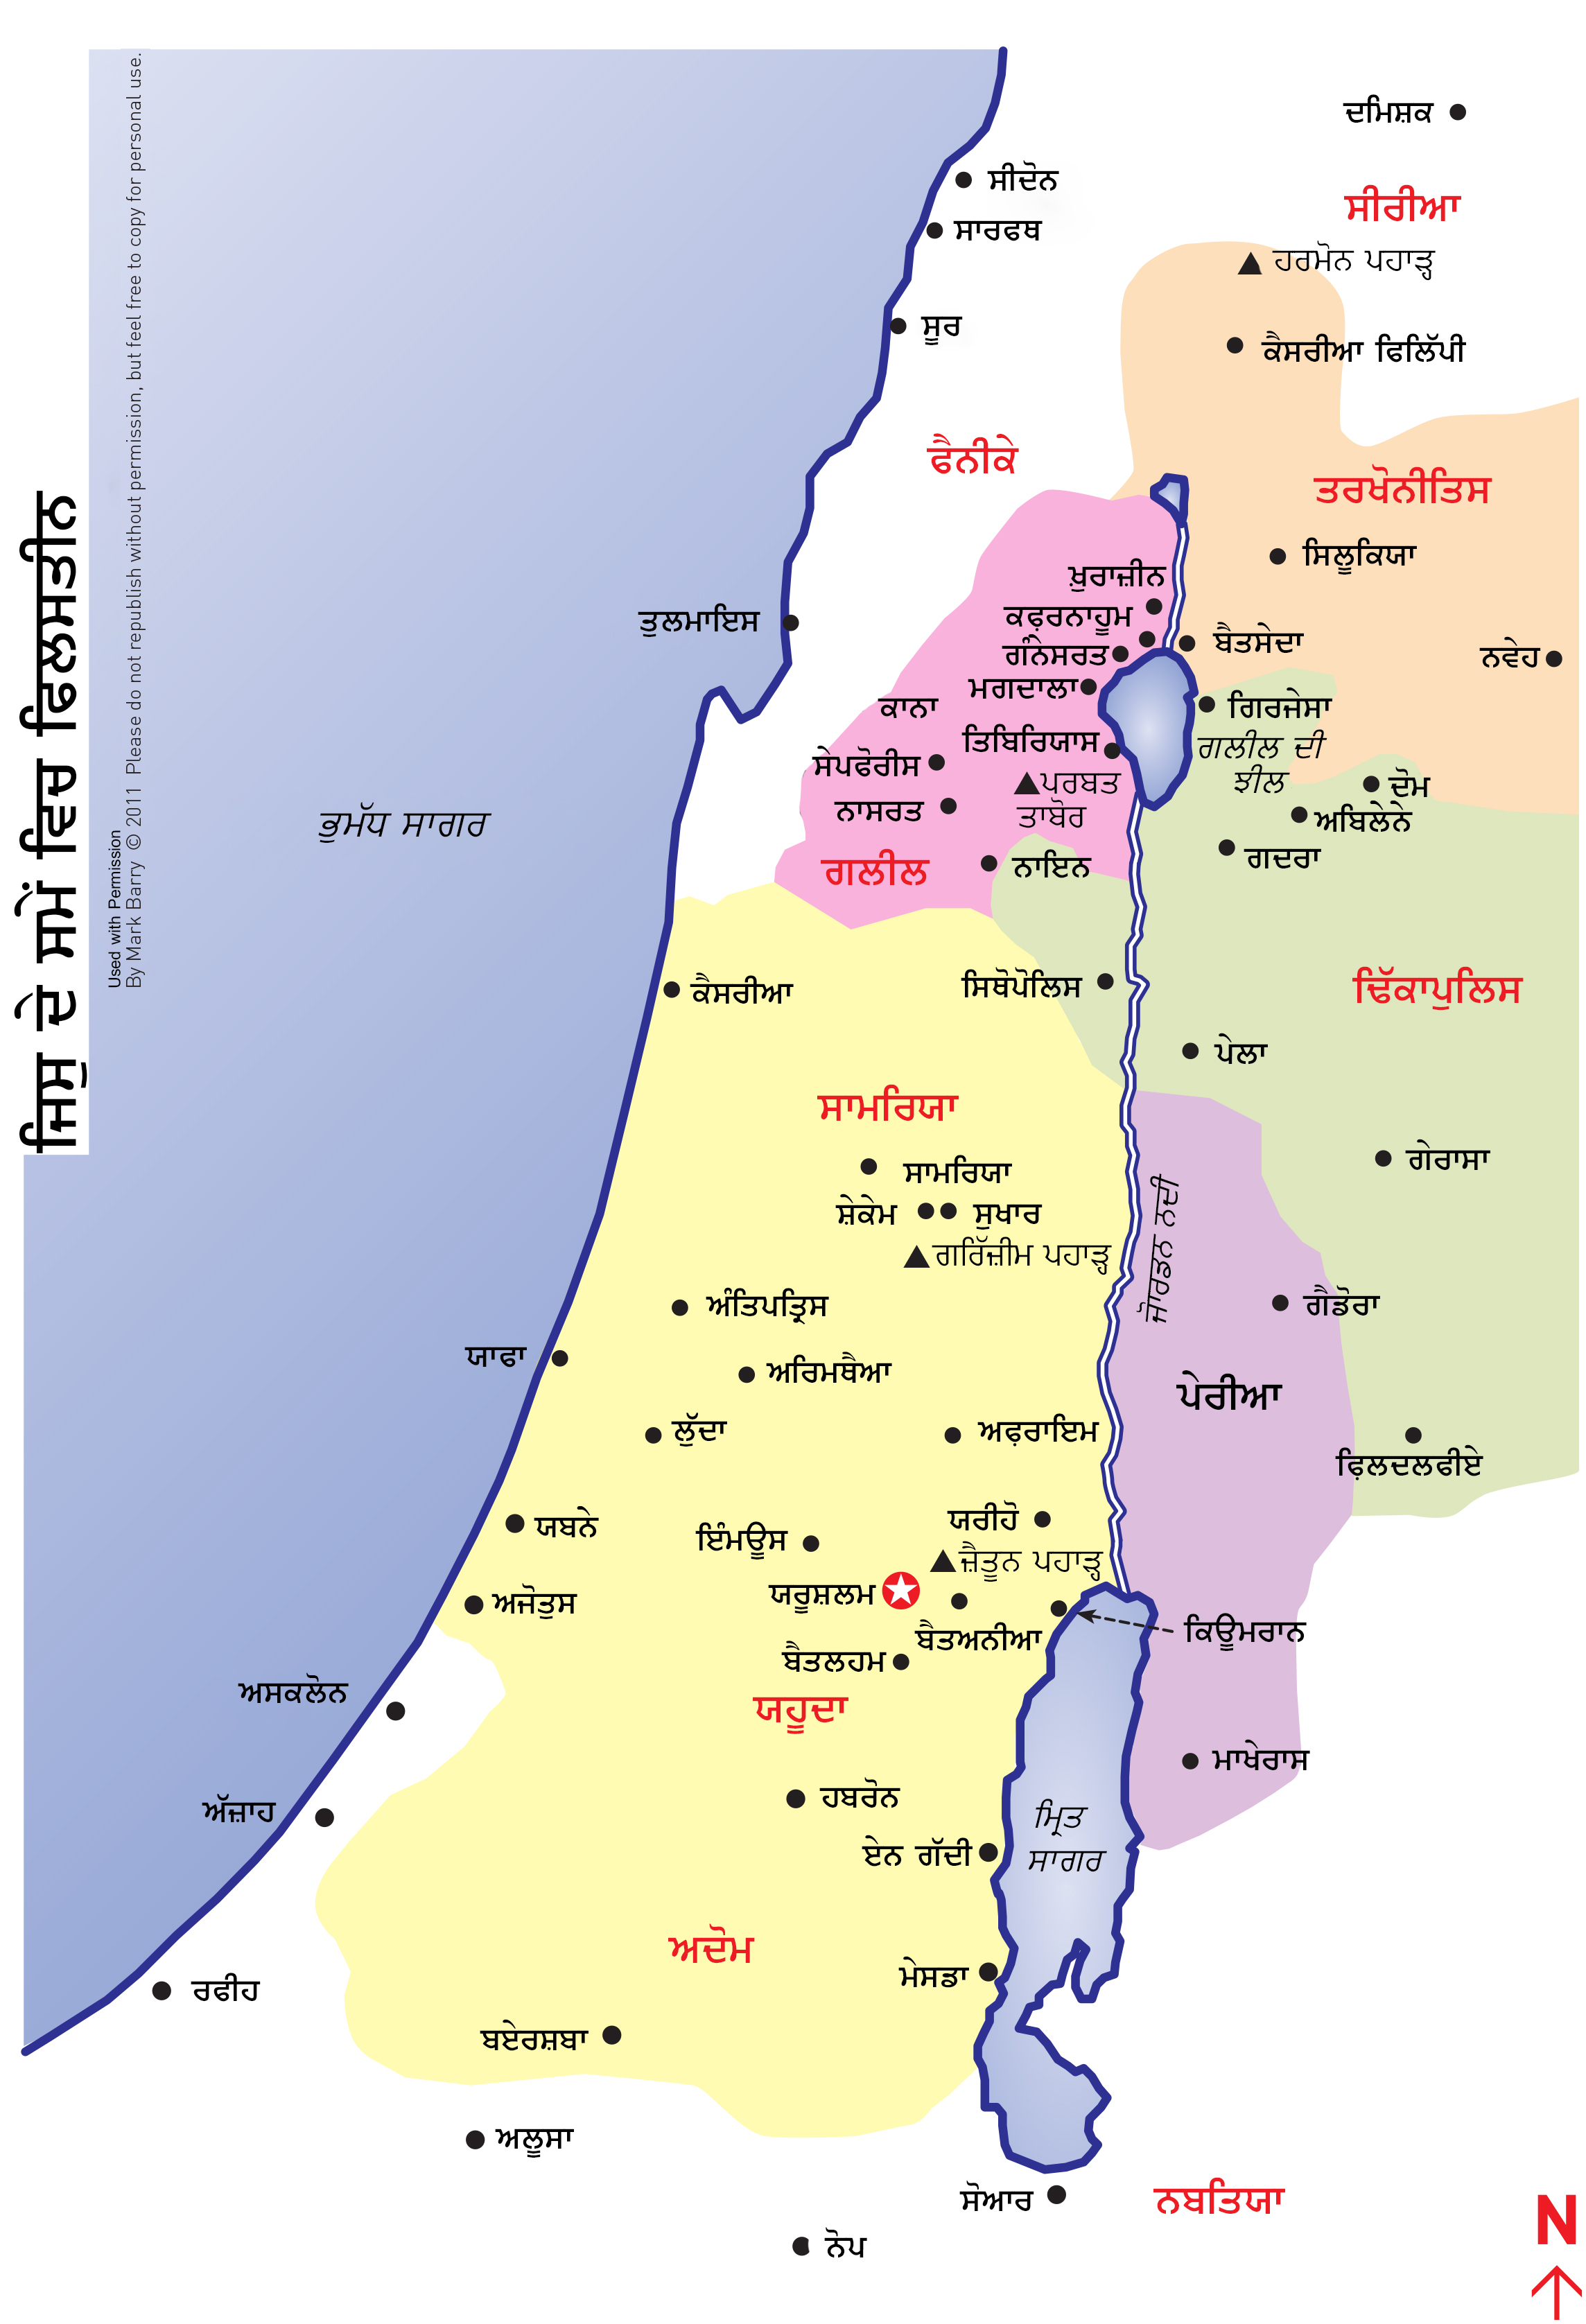 ਜਿਸੁ ਦੇ ਸਮੇਂ ਵਿਚ ਫਿਲਸਤੀਨ
Used with Permission
By Mark Barry © 2011 Please do not republish without permission, but feel free to copy for personal use.
ਦਮਿਸ਼ਕ
ਸੀਦੋਨ
ਸੀਰੀਆ
ਸਾਰਫਥ
ਹਰਮੋਨ ਪਹਾੜ੍ਹ
ਸੂਰ
ਕੈਸਰੀਆ ਫਿਲਿੱਪੀ
ਫੈਨੀਕੇ
ਤਰਖੋਨੀਤਿਸ
ਸਿਲੂਕਿਯਾ
ਖ਼ੁਰਾਜ਼ੀਨ
ਕਫ਼ਰਨਾਹੂਮ
ਤੁਲਮਾਇਸ
ਬੈਤਸੇਦਾ
ਗੰਨੇਸਰਤ
ਨਵੇਹ
ਮਗਦਾਲਾ
ਕਾਨਾ
ਗਿਰਜੇਸਾ
ਤਿਬਿਰਿਯਾਸ
ਗਲੀਲ ਦੀ
ਝੀਲ
ਸੇਪਫੋਰੀਸ
ਪਰਬਤ
ਤਾਬੋਰ
ਦੋਮ
ਨਾਸਰਤ
ਅਬਿਲੇਨੇ
ਭੁਮੱਧ ਸਾਗਰ
ਗਦਰਾ
ਗਲੀਲ
ਨਾਇਨ
ਕੈਸਰੀਆ
ਸਿਥੋਪੋਲਿਸ
ਢਿੱਕਾਪੁਲਿਸ
ਪੇਲਾ
ਸਾਮਰਿਯਾ
ਸਾਮਰਿਯਾ
ਗੇਰਾਸਾ
ਸ਼ੇਕੇਮ
ਸੁਖਾਰ
ਗਰਿੱਜ਼ੀਮ ਪਹਾੜ੍ਹ
ਜੋਰਡਨ ਨਦੀ
ਅੰਤਿਪਤ੍ਰਿਸ
ਗੈਡੋਰਾ
ਯਾਫਾ
ਅਰਿਮਥੈਆ
ਪੇਰੀਆ
ਲੁੱਦਾ
ਅਫ਼ਰਾਇਮ
ਫ਼ਿਲਦਲਫੀਏ
ਯਬਨੇ
ਇੰਮਊਸ
ਯਰੀਹੋ
ਜ਼ੈਤੂਨ ਪਹਾੜ੍ਹ
ਯਰੂਸ਼ਲਮ
ਅਜੋਤੁਸ
ਬੈਤਅਨੀਆ
ਕਿਊਮਰਾਨ
ਬੈਤਲਹਮ
ਅਸਕਲੋਨ
ਯਹੂਦਾ
ਮਾਖੇਰਾਸ
ਹਬਰੋਨ
ਅੱਜ਼ਾਹ
ਮ੍ਰਿਤ
ਸਾਗਰ
ਏਨ ਗੱਦੀ
ਅਦੋਮ
ਮੇਸਡਾ
ਰਫੀਹ
ਬਏਰਸ਼ਬਾ
ਅਲੂਸਾ
ਸੋਆਰ
ਨਬਤਿਯਾ
ਨੋਪ
N